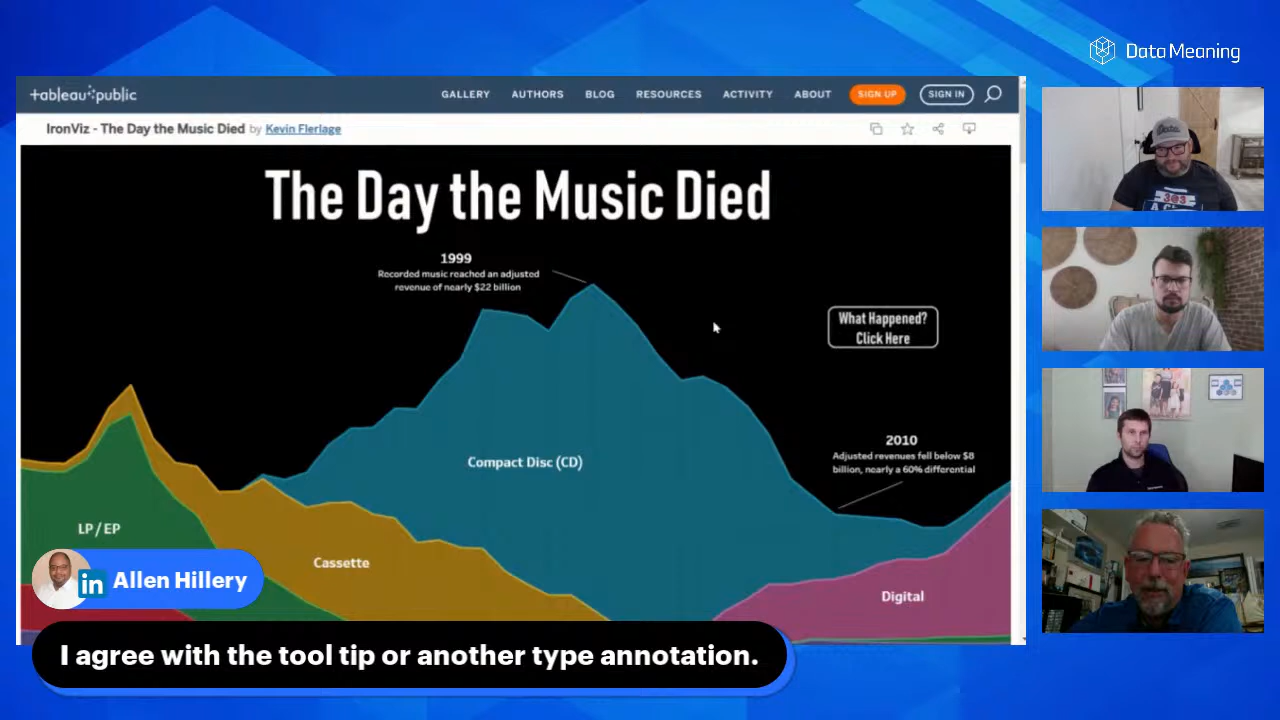 Data Meaning
+ableau+public
GALLERY AUTHORS BLOG RESOURCES ACTIVITY ABOUT SIGN UP SIGN IN
IronViz - The Day the Music Died by Kevin Flerlage
The Day the Music Died
1999
Recorded music reached an adjusted
revenue of nearly $22 billion
What Happened?
Click Here
2010
Adjusted revenues fell below $8
billion, nearly a 60% differential
Compact Disc (CD)
LP / EP
Cassette
Digital
in Allen Hillery
I agree with the tool tip or another type annotation.